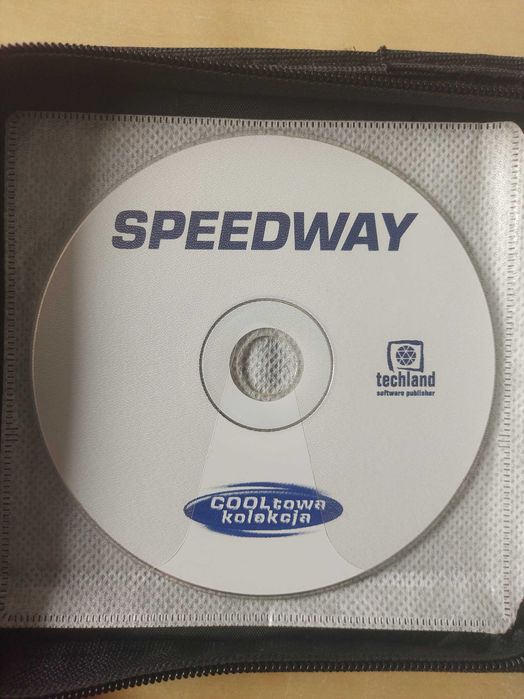 SPEEDWAY
techland
software publisher
COOLtowa
kolekcja